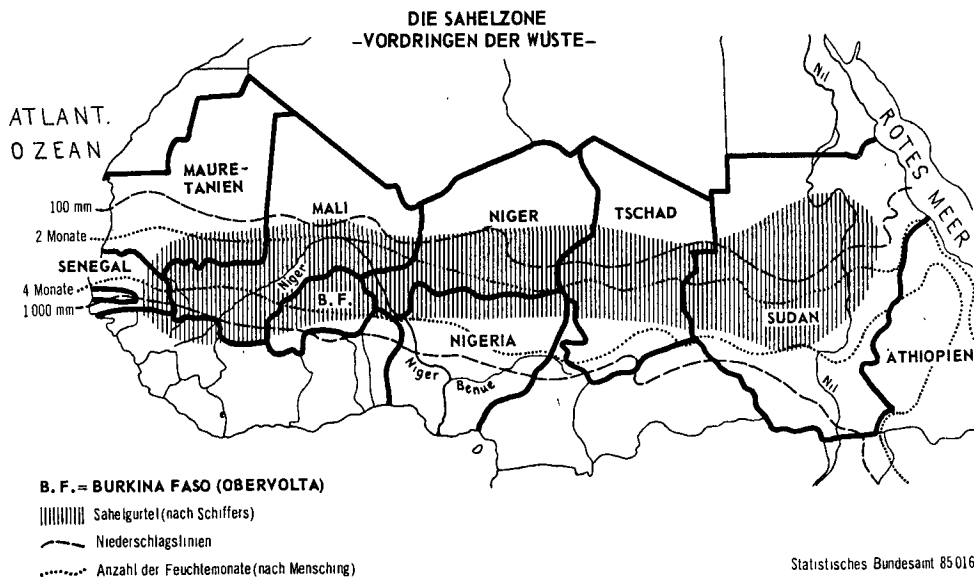 DIE SAHELZONE
–VORDRINGEN DER WÜSTE–
ATLANT.
OZEAN
Nil
ROTES MEER
MAURE-
TANIEN
100 mm
MALI
NIGER
TSCHAD
2 Monate
SENEGAL
Niger
4 Monate
B.F.
1000 mm
SUDAN
NIGERIA
ÄTHIOPIEN
Niger
Benue
Nil
B.F.= BURKINA FASO (OBERVOLTA)
Sahelgürtel (nach Schiffers)
Niederschlagslinien
Anzahl der Feuchtemonate (nach Mensching)
Statistisches Bundesamt 85 016